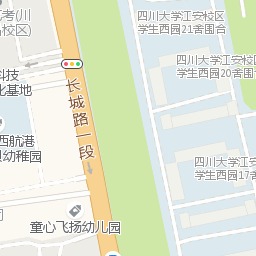 艺考(川
校区)
科技
化基地
长城路一段
西航港
幼稚园
童心飞扬幼儿园
四川大学江安校区
学生西园21舍围合
四川大学江安校区
学生西园20舍围合
四川大学江安
学生西园17舍